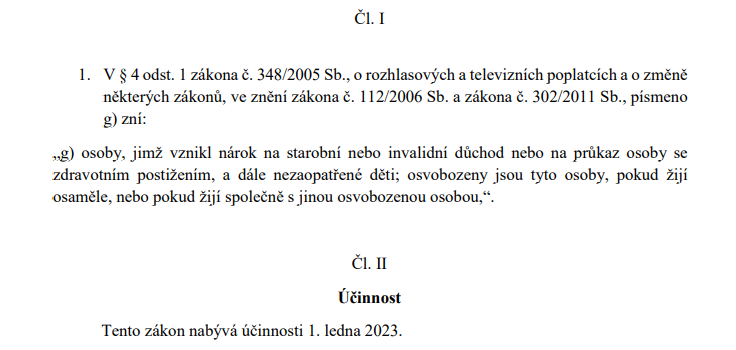 Čl. I
1. V § 4 odst. 1 zákona č. 348/2005 Sb., o rozhlasových a televizních poplatcích a o změně
některých zákonů, ve znění zákona č. 112/2006 Sb. a zákona č. 302/2011 Sb., písmeno
g) zní:
„g) osoby, jimž vznikl nárok na starobní nebo invalidní důchod nebo na průkaz osoby se
zdravotním postižením, a dále nezaopatřené děti; osvobozeny jsou tyto osoby, pokud žijí
osaměle, nebo pokud žijí společně s jinou osvobozenou osobou,“.
Čl. II
Účinnost
Tento zákon nabývá účinnosti 1. ledna 2023.